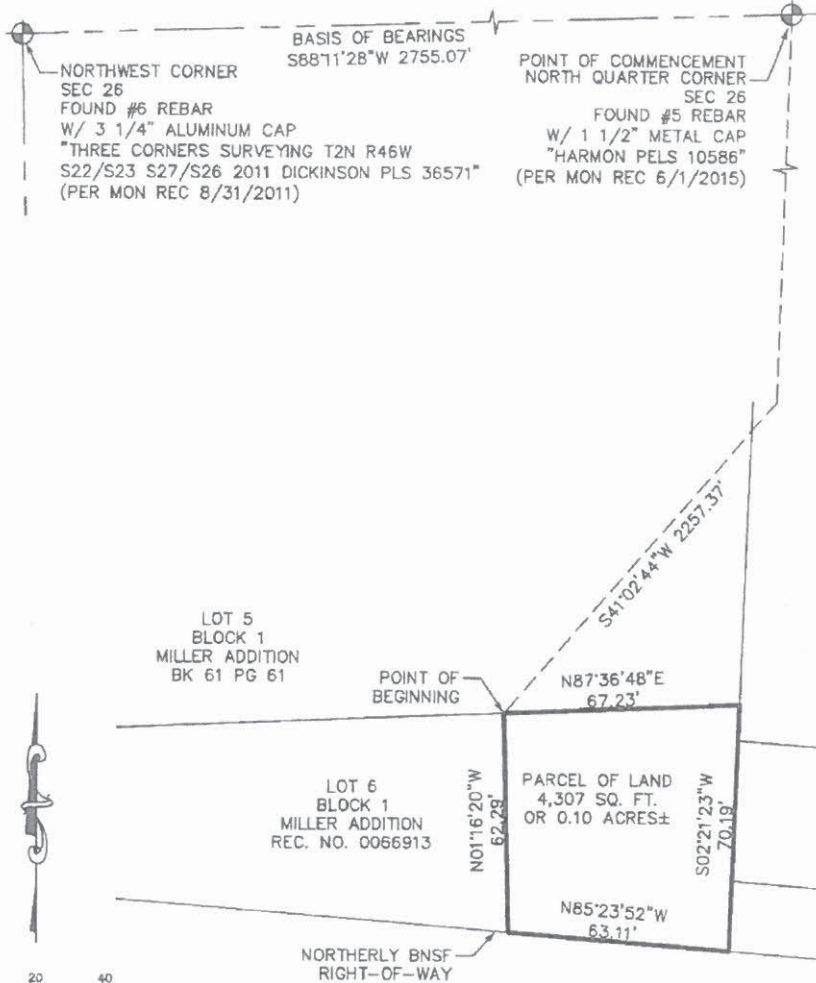 BASIS OF BEARINGS
S88°11'28"W 2755.07'
NORTHWEST CORNER
SEC 26
FOUND #6 REBAR
W/ 3 1/4" ALUMINUM CAP
"THREE CORNERS SURVEYING T2N R46W
S22/S23 S27/S26 2011 DICKINSON PLS 36571"
(PER MON REC 8/31/2011)
POINT OF COMMENCEMENT
NORTH QUARTER CORNER
SEC 26
FOUND #5 REBAR
W/ 1 1/2" METAL CAP
"HARMON PELS 10586"
(PER MON REC 6/1/2015)
S41°02'44"W 2257.37'
LOT 5
BLOCK 1
MILLER ADDITION
BK 61 PG 61
POINT OF
BEGINNING
N87°36'48"E
67.23'
LOT 6
BLOCK 1
MILLER ADDITION
REC. NO. 0066913
N01°16'20"W
62.29'
PARCEL OF LAND
4,307 SQ. FT.
OR 0.10 ACRES±
S02°21'23"W
70.19'
N85°23'52"W
63.11'
NORTHERLY BNSF
RIGHT-OF-WAY
20 40